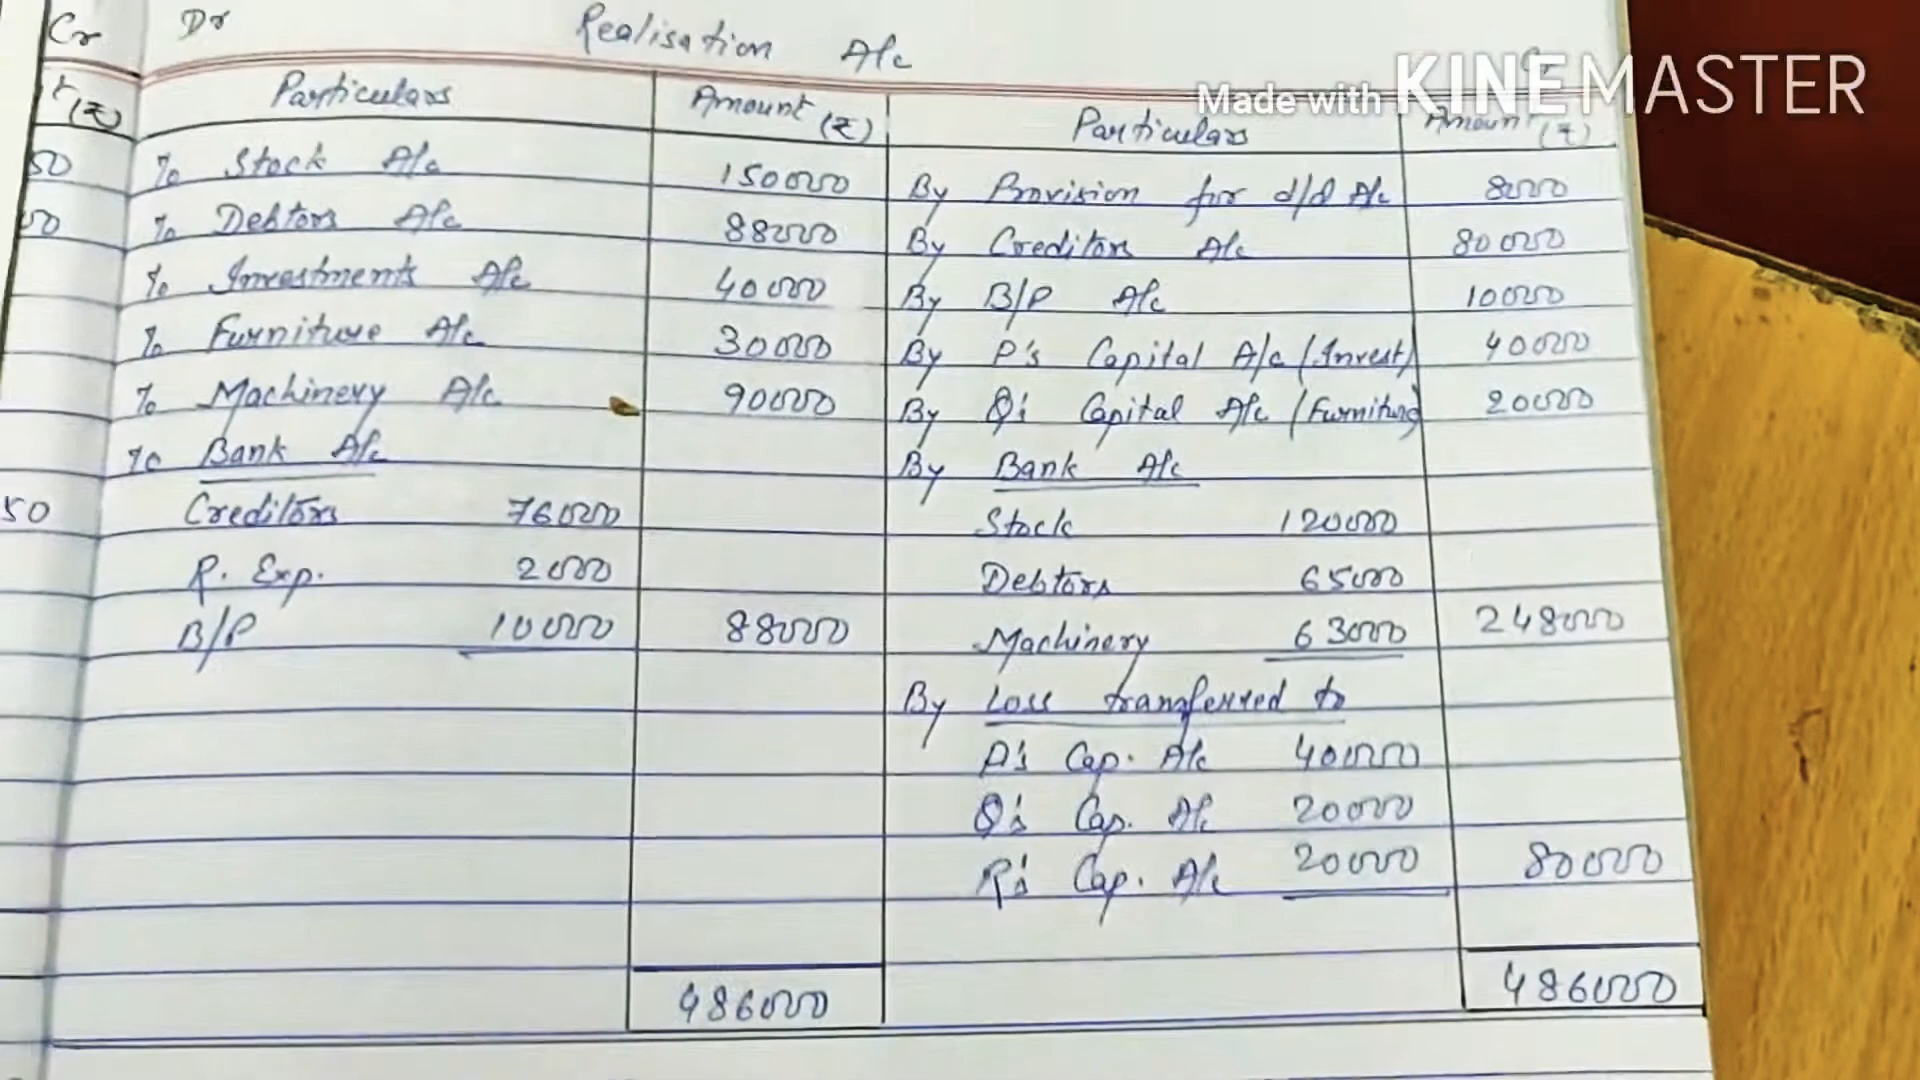 Cr Dr Realisation A/c Cr
Made with KINEMASTER
(₹) Particulars Amount (₹) Particulars Amount (₹)
50 To Stock A/c 150000 By Provision for d/d A/c 8000
To Debtors A/c 88000 By Creditors A/c 80000
To Investments A/c 40000 By B/P A/c 10000
To Furniture A/c 30000 By P's Capital A/c (Invest) 40000
To Machinery A/c 90000 By Q's Capital A/c (Furniture) 20000
To Bank A/c By Bank A/c
50 Creditors 76000 Stock 120000
R. Exp. 2000 Debtors 65000
B/P 10000 88000 Machinery 63000 248000
By Loss transferred to
P's Cap. A/c 40000
Q's Cap. A/c 20000
R's Cap. A/c 20000 80000
486000 486000